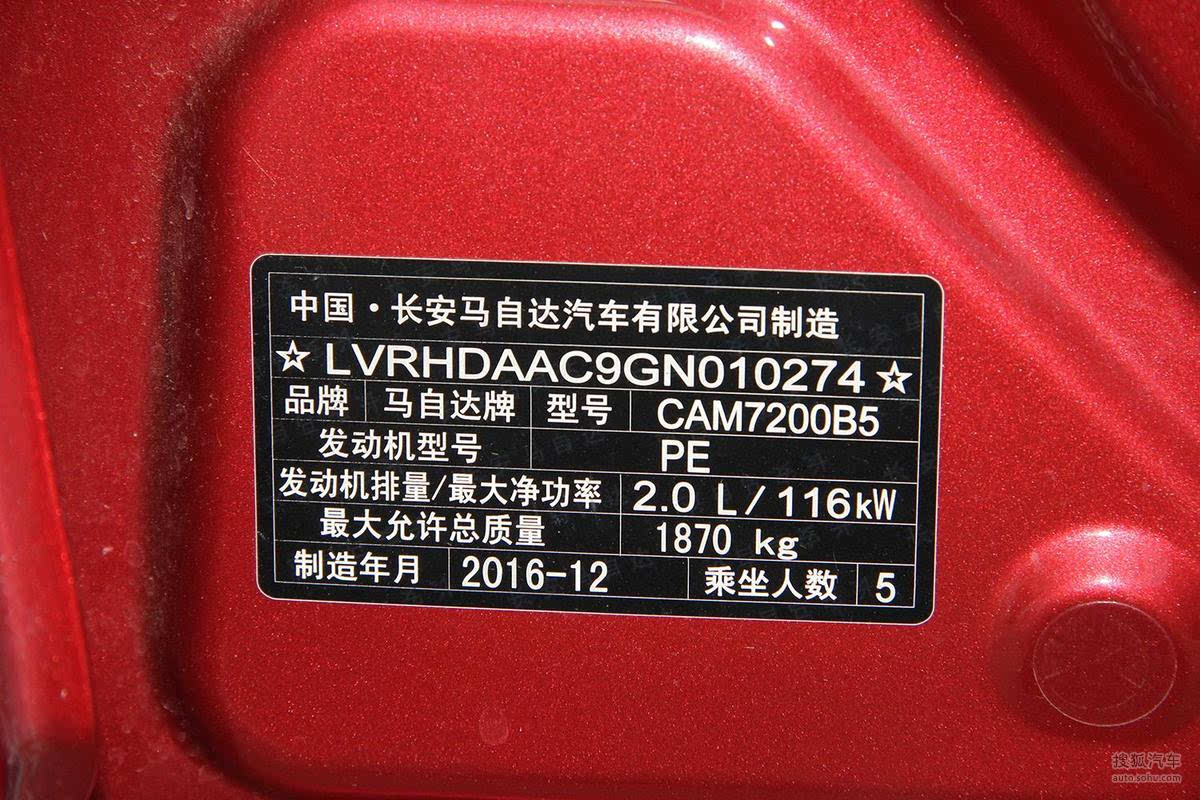 中国·长安马自达汽车有限公司制造
☆LVRHDAAC9GN010274☆
品牌 马自达牌 型号 CAM7200B5
发动机型号 PE
发动机排量/最大净功率 2.0 L/116kW
最大允许总质量 1870 kg
制造年月 2016-12 乘坐人数 5
搜狐汽车
auto.sohu.com